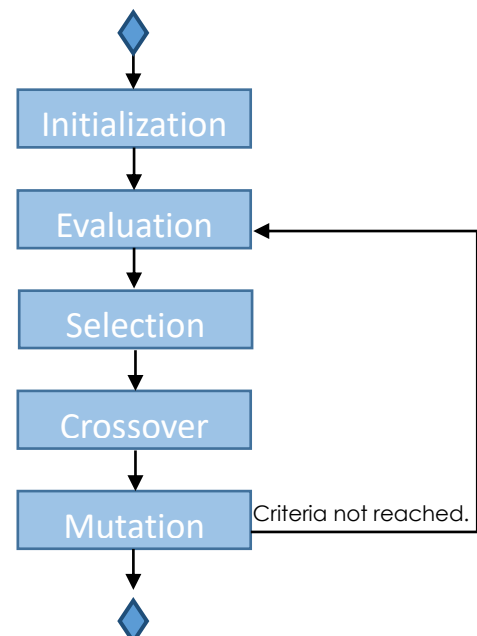 Initialization
Evaluation
Selection
Crossover
Mutation
Criteria not reached.